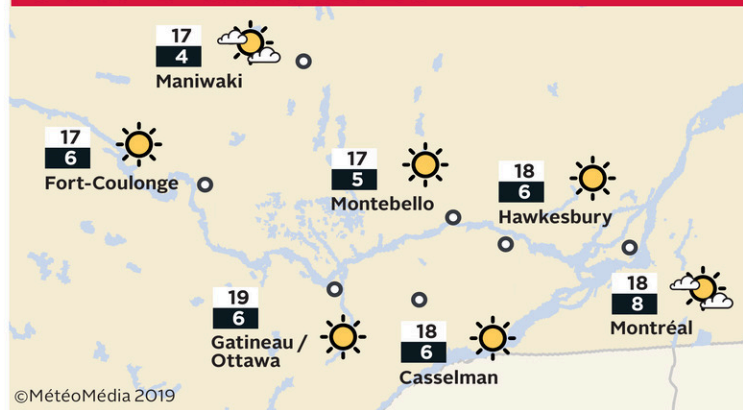 17
4
Maniwaki
17
6
Fort-Coulonge
17
5
Montebello
18
6
Hawkesbury
19
6
Gatineau /
Ottawa
18
6
Casselman
18
8
Montréal
©MétéoMédia 2019